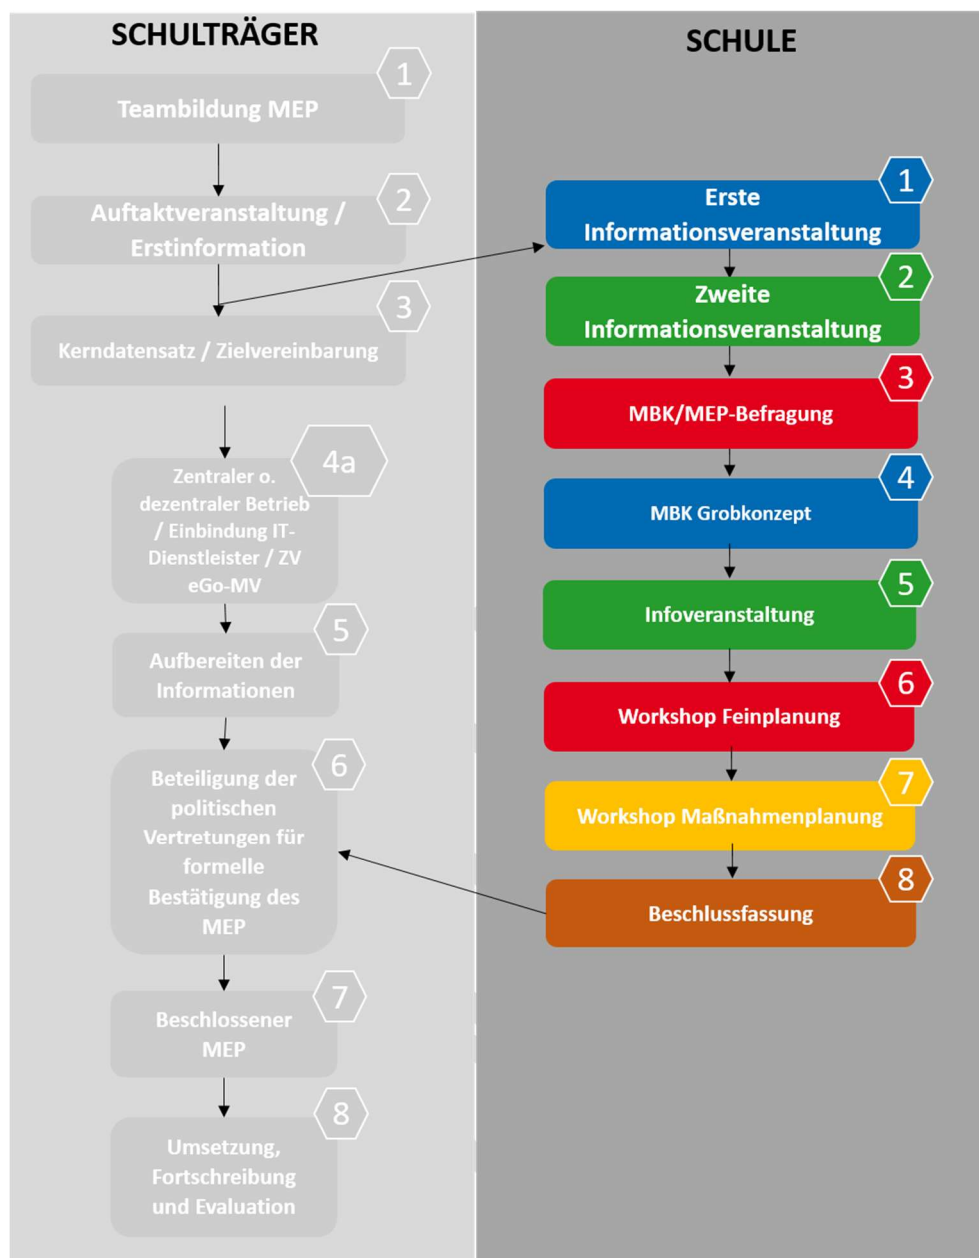 SCHULTRÄGER
1
Teambildung MEP
2
Auftaktveranstaltung /
Erstinformation
3
Kerndatensatz / Zielvereinbarung
4a
Zentraler o.
dezentraler Betrieb
/ Einbindung IT-
Dienstleister / ZV
eGo-MV
5
Aufbereiten der
Informationen
6
Beteiligung der
politischen
Vertretungen für
formelle
Bestätigung des
MEP
7
Beschlossener
MEP
8
Umsetzung,
Fortschreibung
und Evaluation
SCHULE
1
Erste
Informationsveranstaltung
2
Zweite
Informationsveranstaltung
3
MBK/MEP-Befragung
4
MBK Grobkonzept
5
Infoveranstaltung
6
Workshop Feinplanung
7
Workshop Maßnahmenplanung
8
Beschlussfassung